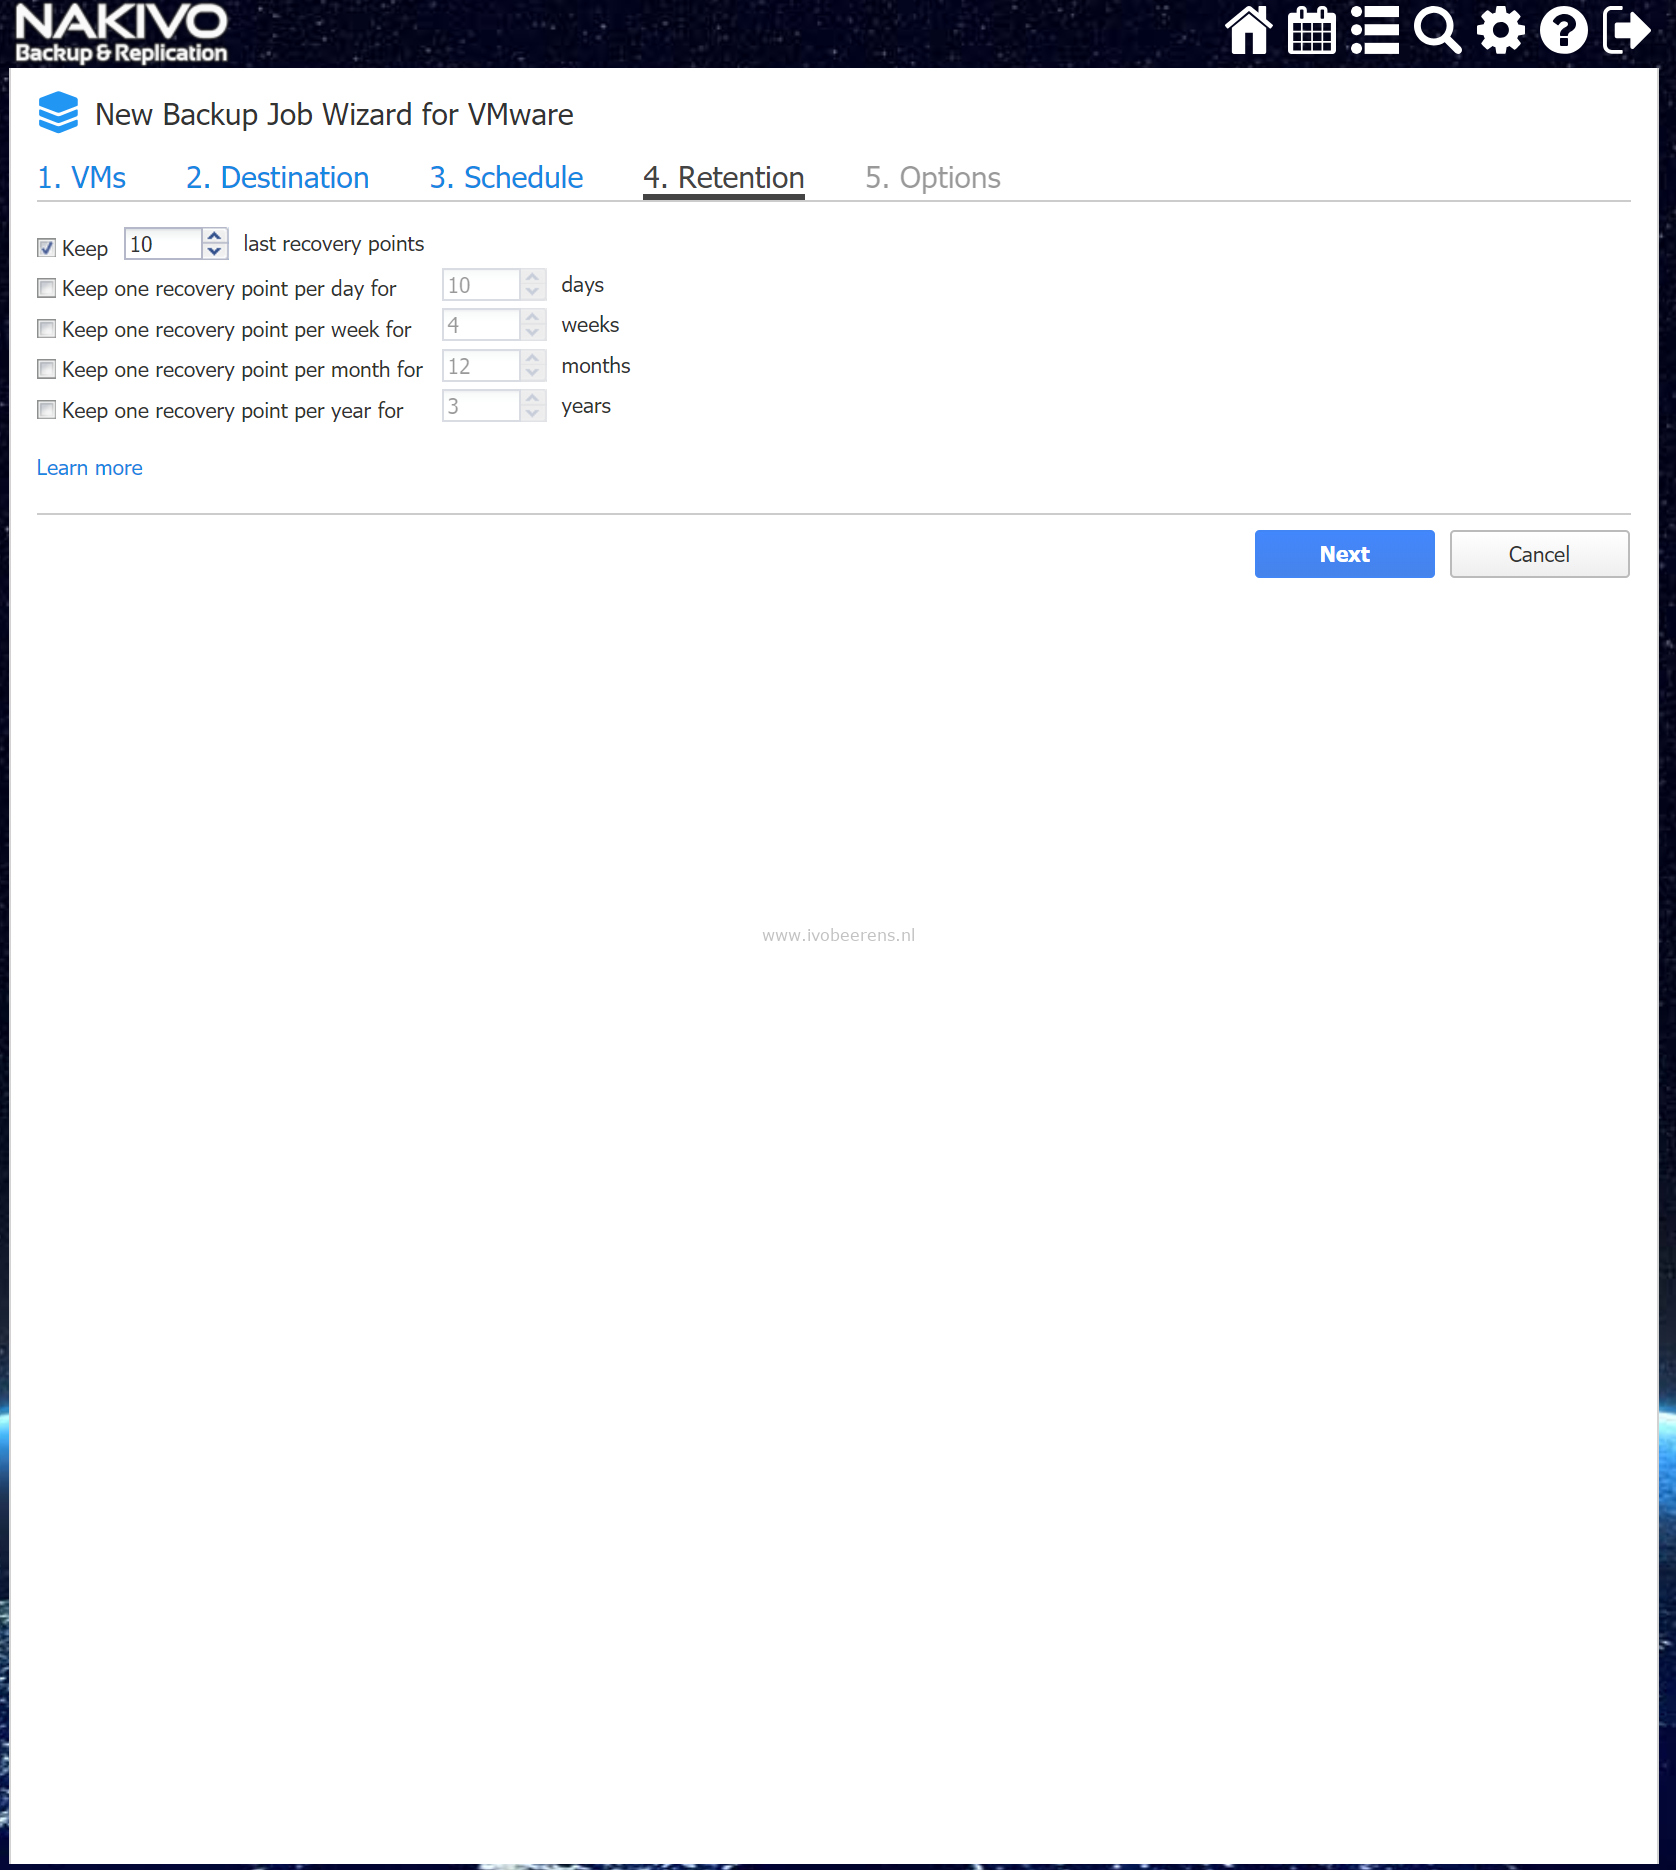 NAKIVO
Backup & Replication
New Backup Job Wizard for VMware
1. VMs 2. Destination 3. Schedule 4. Retention 5. Options
Keep 10 last recovery points
Keep one recovery point per day for 10 days
Keep one recovery point per week for 4 weeks
Keep one recovery point per month for 12 months
Keep one recovery point per year for 3 years
Learn more
Next Cancel
www.ivobeerens.nl